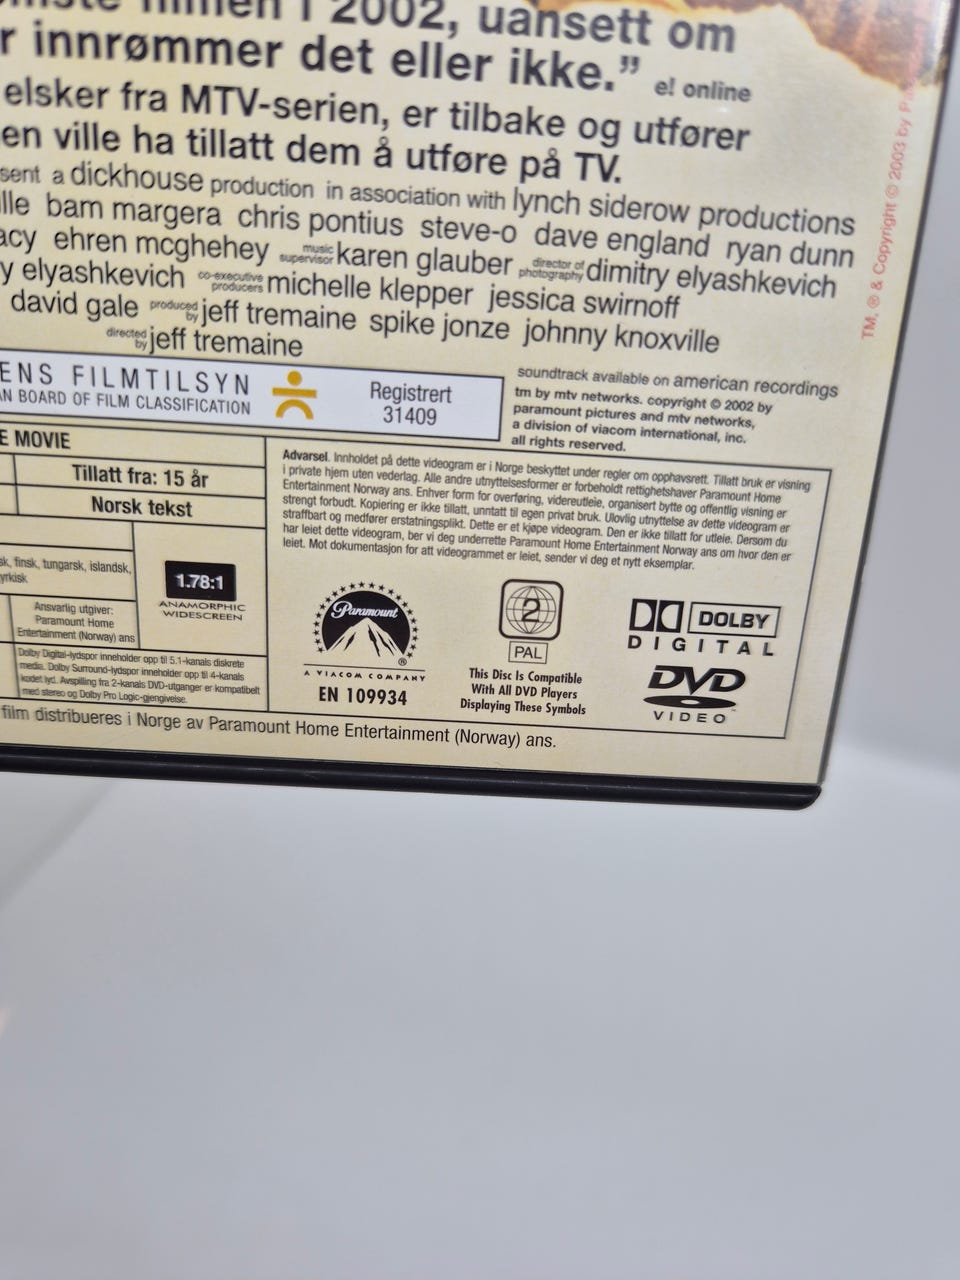 filmen i 2002, uansett om
r innrømmer det eller ikke.” e! online
elsker fra MTV-serien, er tilbake og utfører
en ville ha tillatt dem å utføre på TV.
sent a dickhouse production in association with lynch siderow productions
lle bam margera chris pontius steve-o dave england ryan dunn
acy ehren mcghehey music supervisor karen glauber director of photography dimitry elyashkevich
y elyashkevich co-executive producers michelle klepper jessica swirnoff
david gale produced by jeff tremaine spike jonze johnny knoxville
directed by jeff tremaine
TM, ® & Copyright © 2003 by
ENS FILMTILSYN
AN BOARD OF FILM CLASSIFICATION
Registrert
31409
soundtrack available on american recordings
tm by mtv networks. copyright © 2002 by
paramount pictures and mtv networks,
a division of viacom international, inc.
all rights reserved.
E MOVIE
Tillatt fra: 15 år
Norsk tekst
sk, finsk, tungarsk, islandsk,
yrkisk
1.78:1
ANAMORPHIC
WIDESCREEN
Ansvarlig utgiver:
Paramount Home
Entertainment (Norway) ans
Dolby Digital-lydspor inneholder opp til 5.1-kanals diskrete
media. Dolby Surround-lydspor inneholder opp til 4-kanals
kodet lyd. Avspilling fra 2-kanals DVD-utganger er kompatibelt
med stereo og Dolby Pro Logic-gjengivelse.
Advarsel. Innholdet på dette videogram er i Norge beskyttet under regler om opphavsrett. Tillatt bruk er visning
i private hjem uten vederlag. Alle andre utnyttelsesformer er forbeholdt rettighetshaver Paramount Home
Entertainment Norway ans. Enhver form for overføring, videreutleie, organisert bytte og offentlig visning er
strengt forbudt. Kopiering er ikke tillatt, unntatt til egen privat bruk. Ulovlig utnyttelse av dette videogram er
straffbart og medfører erstatningsplikt. Dette er et kjøpe videogram. Den er ikke tillatt for utleie. Dersom du
har leiet dette videogram, ber vi deg underrette Paramount Home Entertainment Norway ans om hvor den er
leiet. Mot dokumentasjon for att videogrammet er leiet, sender vi deg et nytt eksemplar.
Paramount
®
A VIACOM COMPANY
EN 109934
2
PAL
This Disc Is Compatible
With All DVD Players
Displaying These Symbols
DOLBY
DIGITAL
DVD
VIDEO
film distribueres i Norge av Paramount Home Entertainment (Norway) ans.